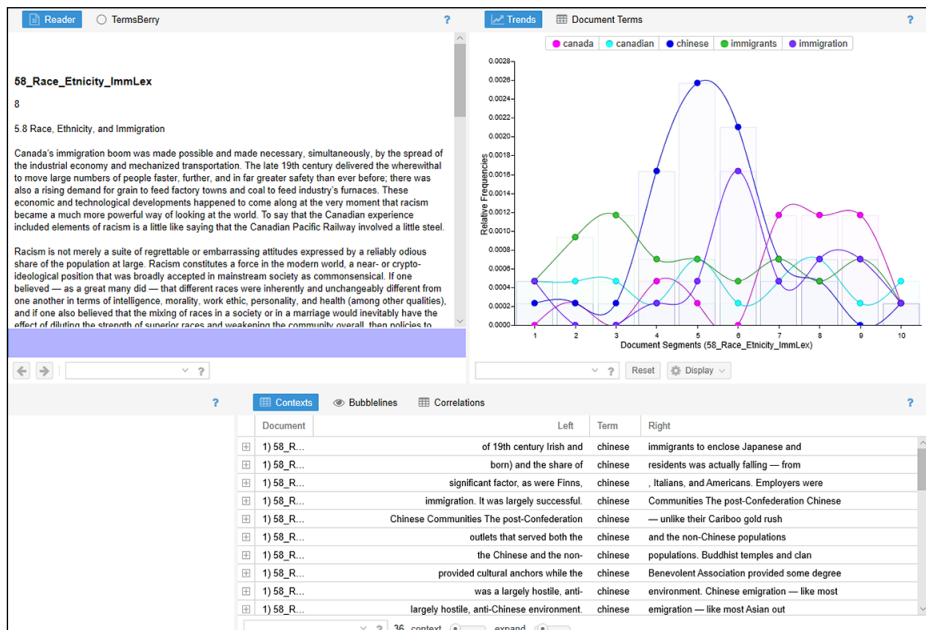 Reader
TermsBerry
?
58_Race_Etnicity_ImmLex
8
5.8 Race, Ethnicity, and Immigration
Canada's immigration boom was made possible and made necessary, simultaneously, by the spread of
the industrial economy and mechanized transportation. The late 19th century delivered the wherewithal
to move large numbers of people faster, further, and in far greater safety than ever before; there was
also a rising demand for grain to feed factory towns and coal to feed industry's furnaces. These
economic and technological developments happened to come along at the very moment that racism
became a much more powerful way of looking at the world. To say that the Canadian experience
included elements of racism is a little like saying that the Canadian Pacific Railway involved a little steel.
Racism is not merely a suite of regrettable or embarrassing attitudes expressed by a reliably odious
share of the population at large. Racism constitutes a force in the modern world, a near- or crypto-
ideological position that was broadly accepted in mainstream society as commonsensical. If one
believed — as a great many did — that different races were inherently and unchangeably different from
one another in terms of intelligence, morality, work ethic, personality, and health (among other qualities),
and if one also believed that the mixing of races in a society or in a marriage would inevitably have the
effect of diluting the strength of superior races and weakening the community overall, then policies to
?
Trends
Document Terms
?
canada canadian chinese immigrants immigration
Relative Frequencies
0.0028
0.0026
0.0024
0.0022
0.0020
0.0018
0.0016
0.0014
0.0012
0.0010
0.0008
0.0006
0.0004
0.0002
0.0000
1 2 3 4 5 6 7 8 9 10
Document Segments (58_Race_Etnicity_ImmLex)
? Reset Display
?
Contexts
Bubblelines
Correlations
?
Document Left Term Right
1) 58_R... of 19th century Irish and chinese immigrants to enclose Japanese and
1) 58_R... born) and the share of chinese residents was actually falling — from
1) 58_R... significant factor, as were Finns, chinese , Italians, and Americans. Employers were
1) 58_R... immigration. It was largely successful. chinese Communities The post-Confederation Chinese
1) 58_R... Chinese Communities The post-Confederation chinese — unlike their Cariboo gold rush
1) 58_R... outlets that served both the chinese and the non-Chinese populations
1) 58_R... the Chinese and the non- chinese populations. Buddhist temples and clan
1) 58_R... provided cultural anchors while the chinese Benevolent Association provided some degree
1) 58_R... was a largely hostile, anti- chinese environment. Chinese emigration — like most
1) 58_R... largely hostile, anti-Chinese environment. chinese emigration — like most Asian out
? 36 context expand